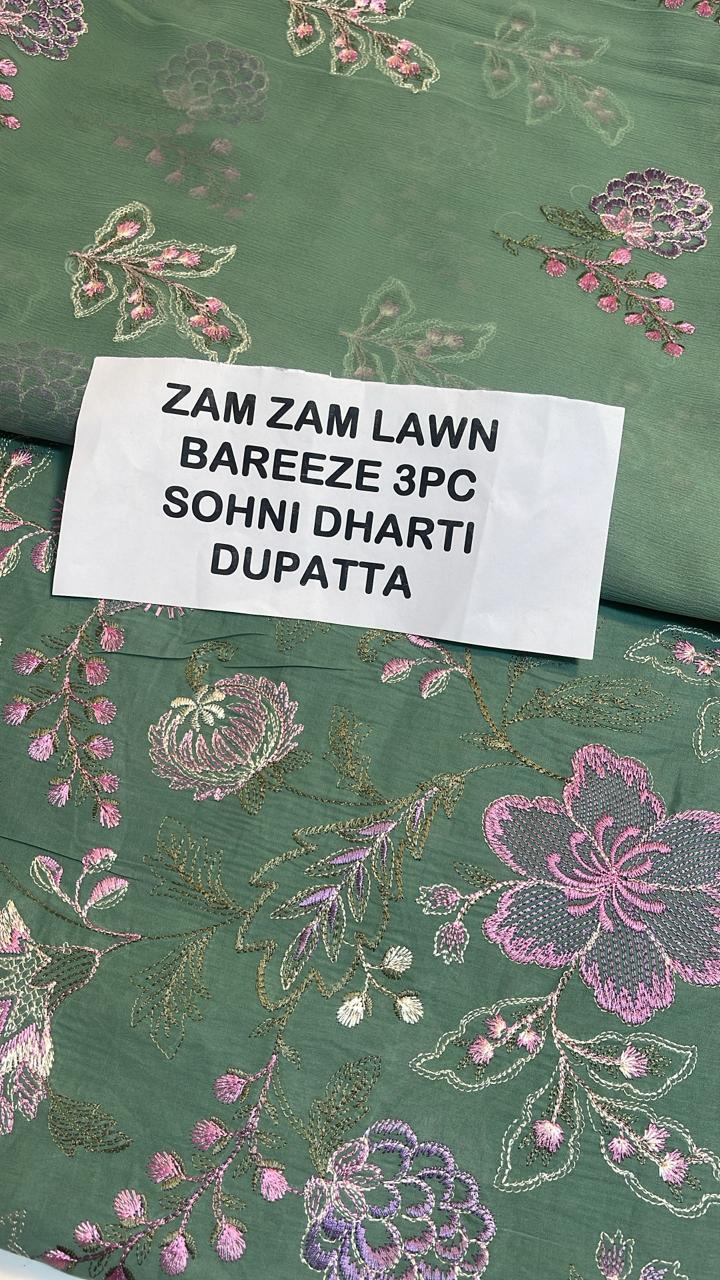 ZAM ZAM LAWN
BAREEZE 3PC
SOHNI DHARTI
DUPATTA